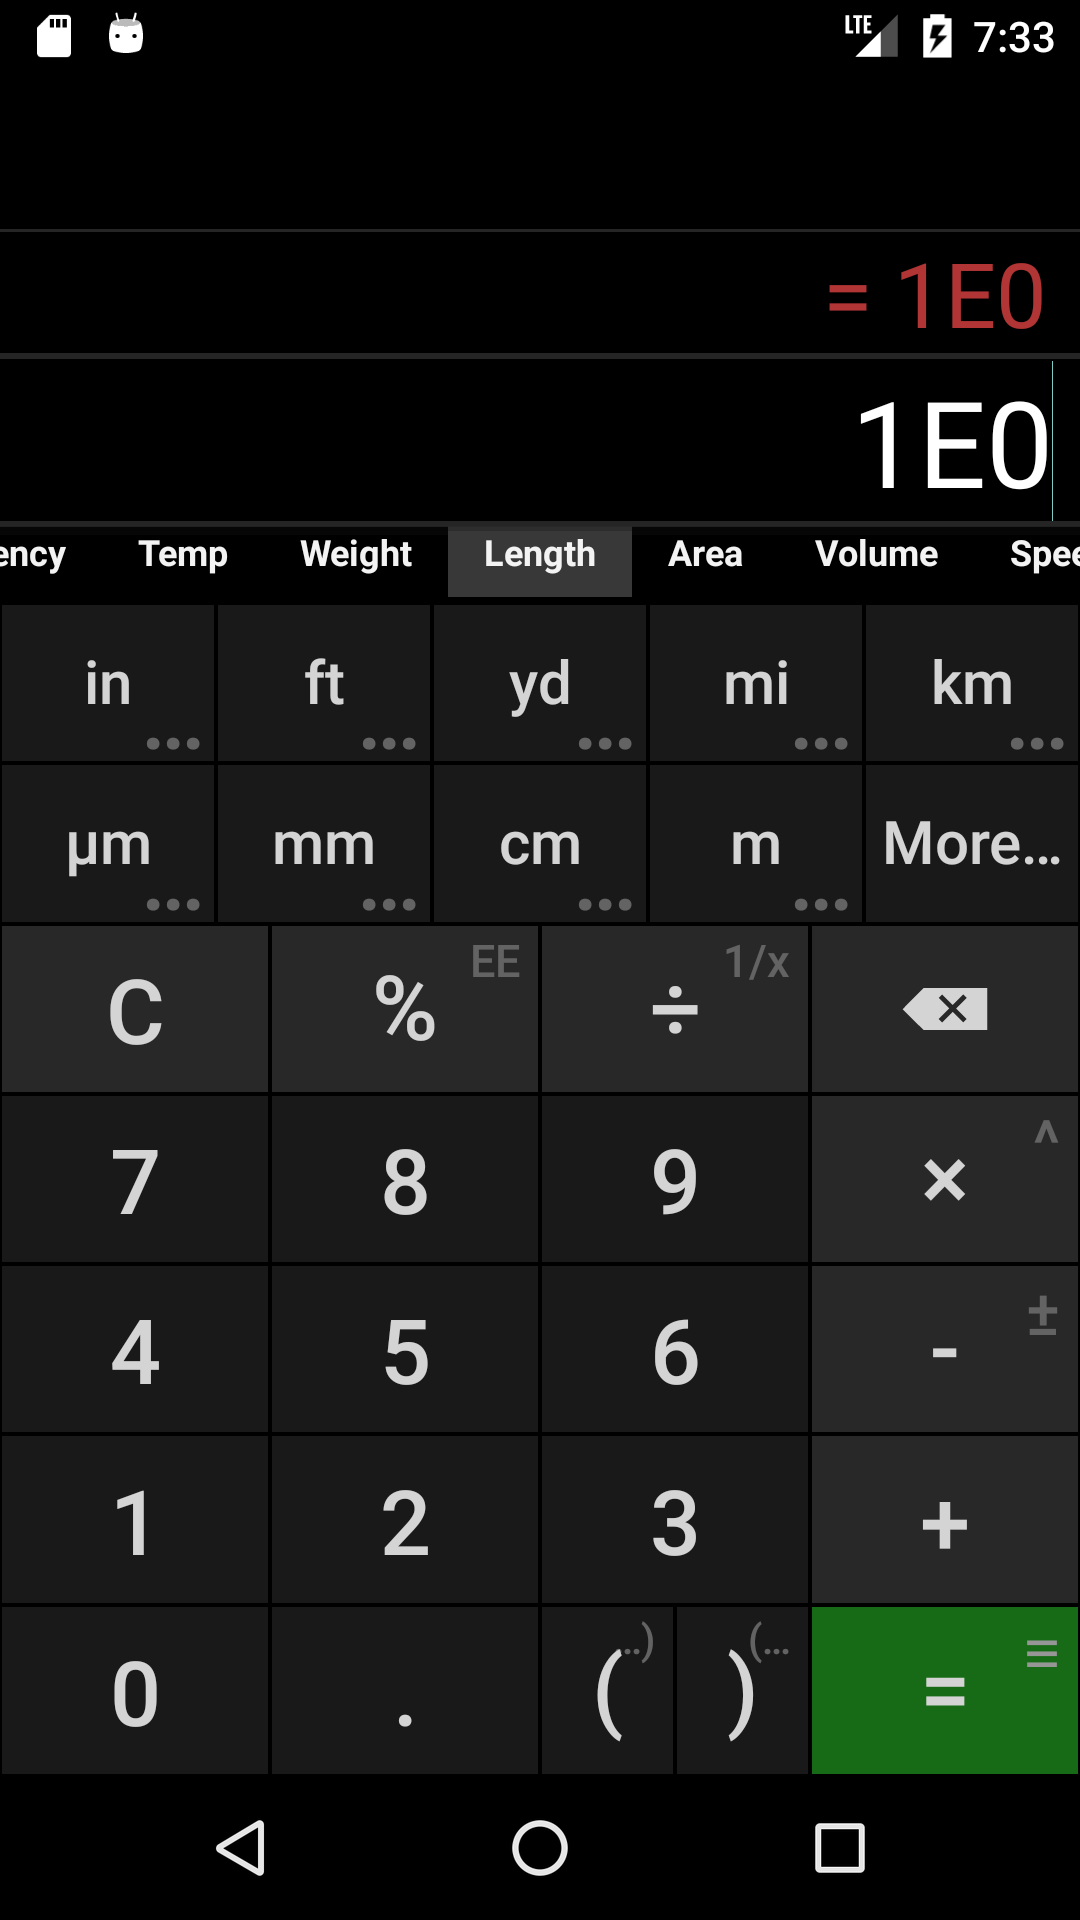 LTE 7:33
= 1E0
1E0
ency Temp Weight Length Area Volume Spee
in ft yd mi km
µm mm cm m More...
C % EE ÷ 1/x
7 8 9 × ^
4 5 6 - ±
1 2 3 +
0 . ( ..) ) (... =